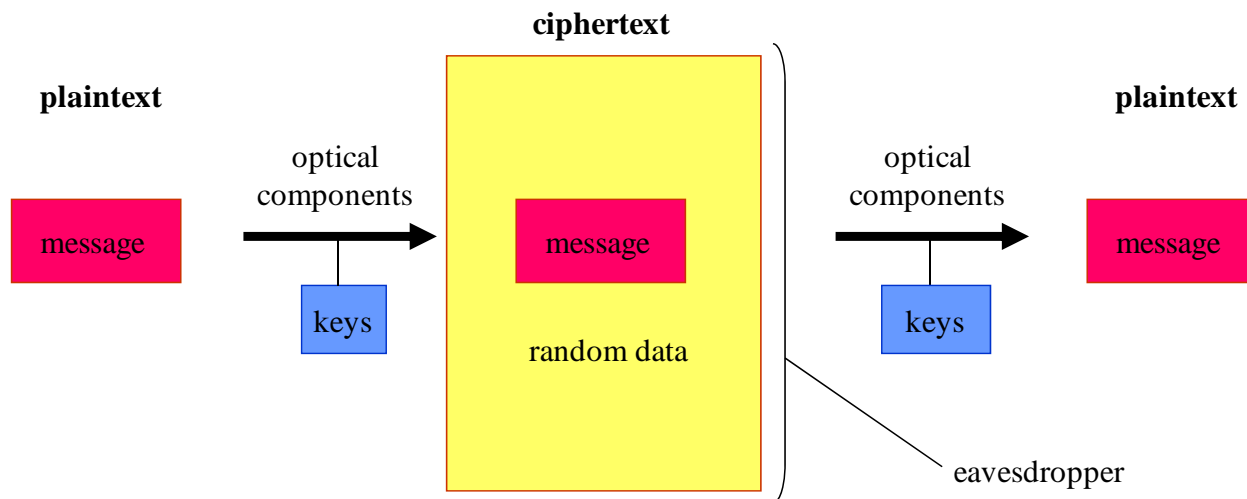 ciphertext
plaintext
plaintext
optical
components
optical
components
message
message
message
keys
keys
random data
eavesdropper